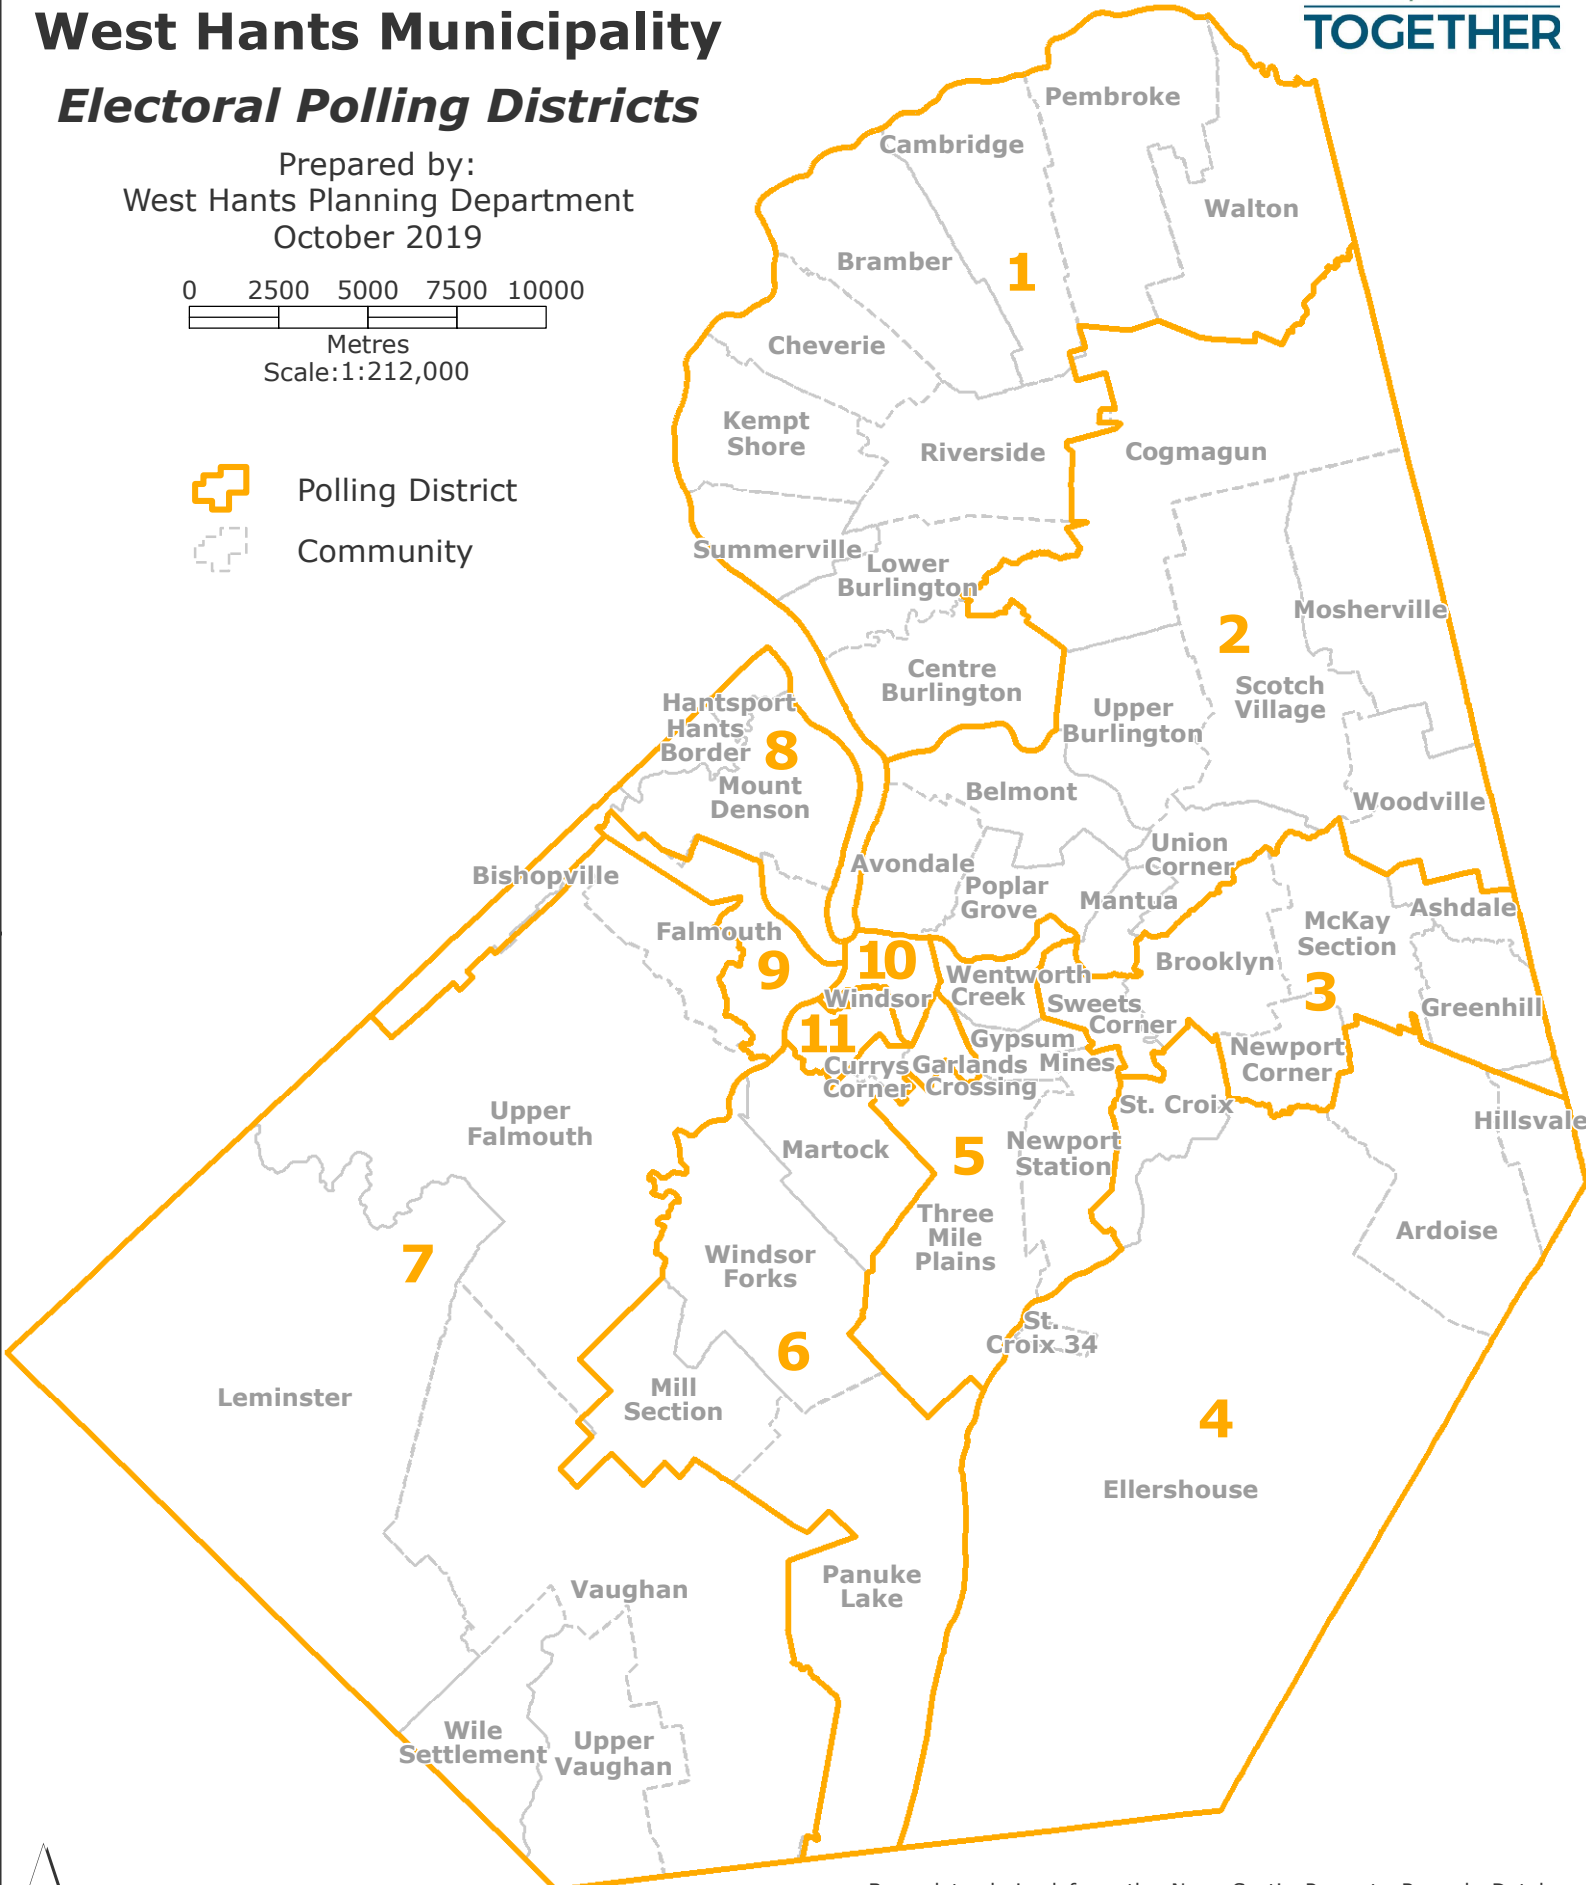 West Hants Municipality
Electoral Polling Districts
Prepared by:
West Hants Planning Department
October 2019
0 2500 5000 7500 10000
Metres
Scale:1:212,000
Polling District
Community
TOGETHER
Pembroke
Cambridge
Walton
Bramber
1
Cheverie
Kempt
Shore
Riverside
Cogmagun
Summerville
Lower
Burlington
Mosherville
2
Centre
Burlington
Scotch
Village
Hantsport
Upper
Burlington
Hants
Border
8
Mount
Denson
Belmont
Woodville
Union
Corner
Avondale
Bishopville
Poplar
Grove
Mantua
Ashdale
McKay
Section
Falmouth
9
10
Wentworth
Creek
Brooklyn
Windsor
Sweets
Corner
3
Greenhill
11
Gypsum
Mines
Newport
Corner
Currys
Corner
Garlands
Crossing
St. Croix
Upper
Falmouth
Hillsvale
Martock
5
Newport
Station
Three
Mile
Plains
Ardoise
7
Windsor
Forks
St.
Croix 34
6
Leminster
Mill
Section
4
Ellershouse
Vaughan
Panuke
Lake
Wile
Settlement
Upper
Vaughan